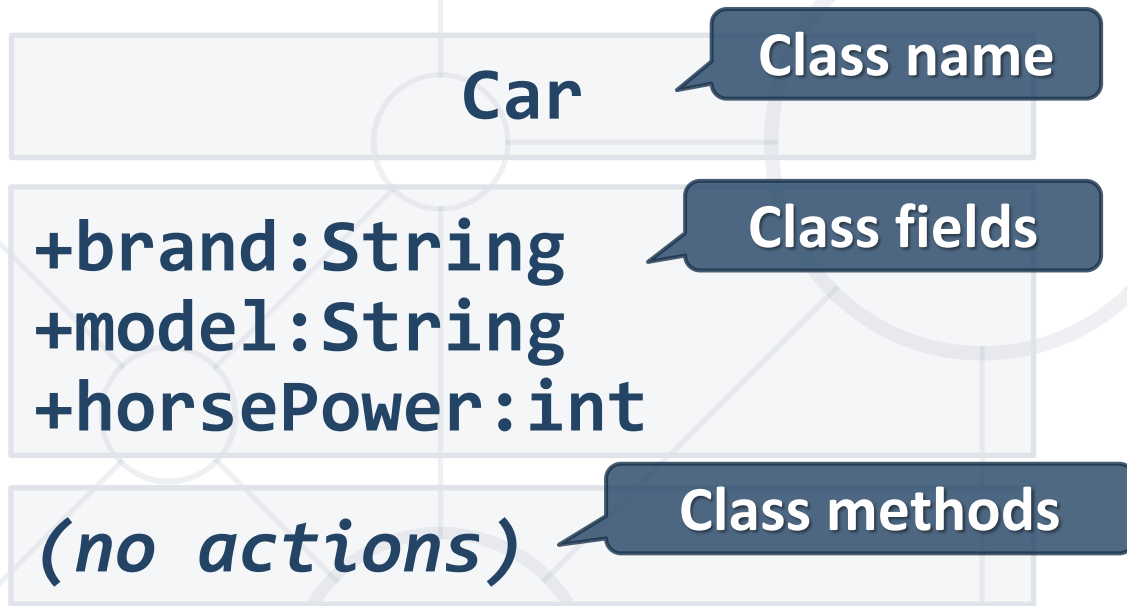 Class name
Car
Class fields
+brand:String
+model:String
+horsePower:int
Class methods
(no actions)